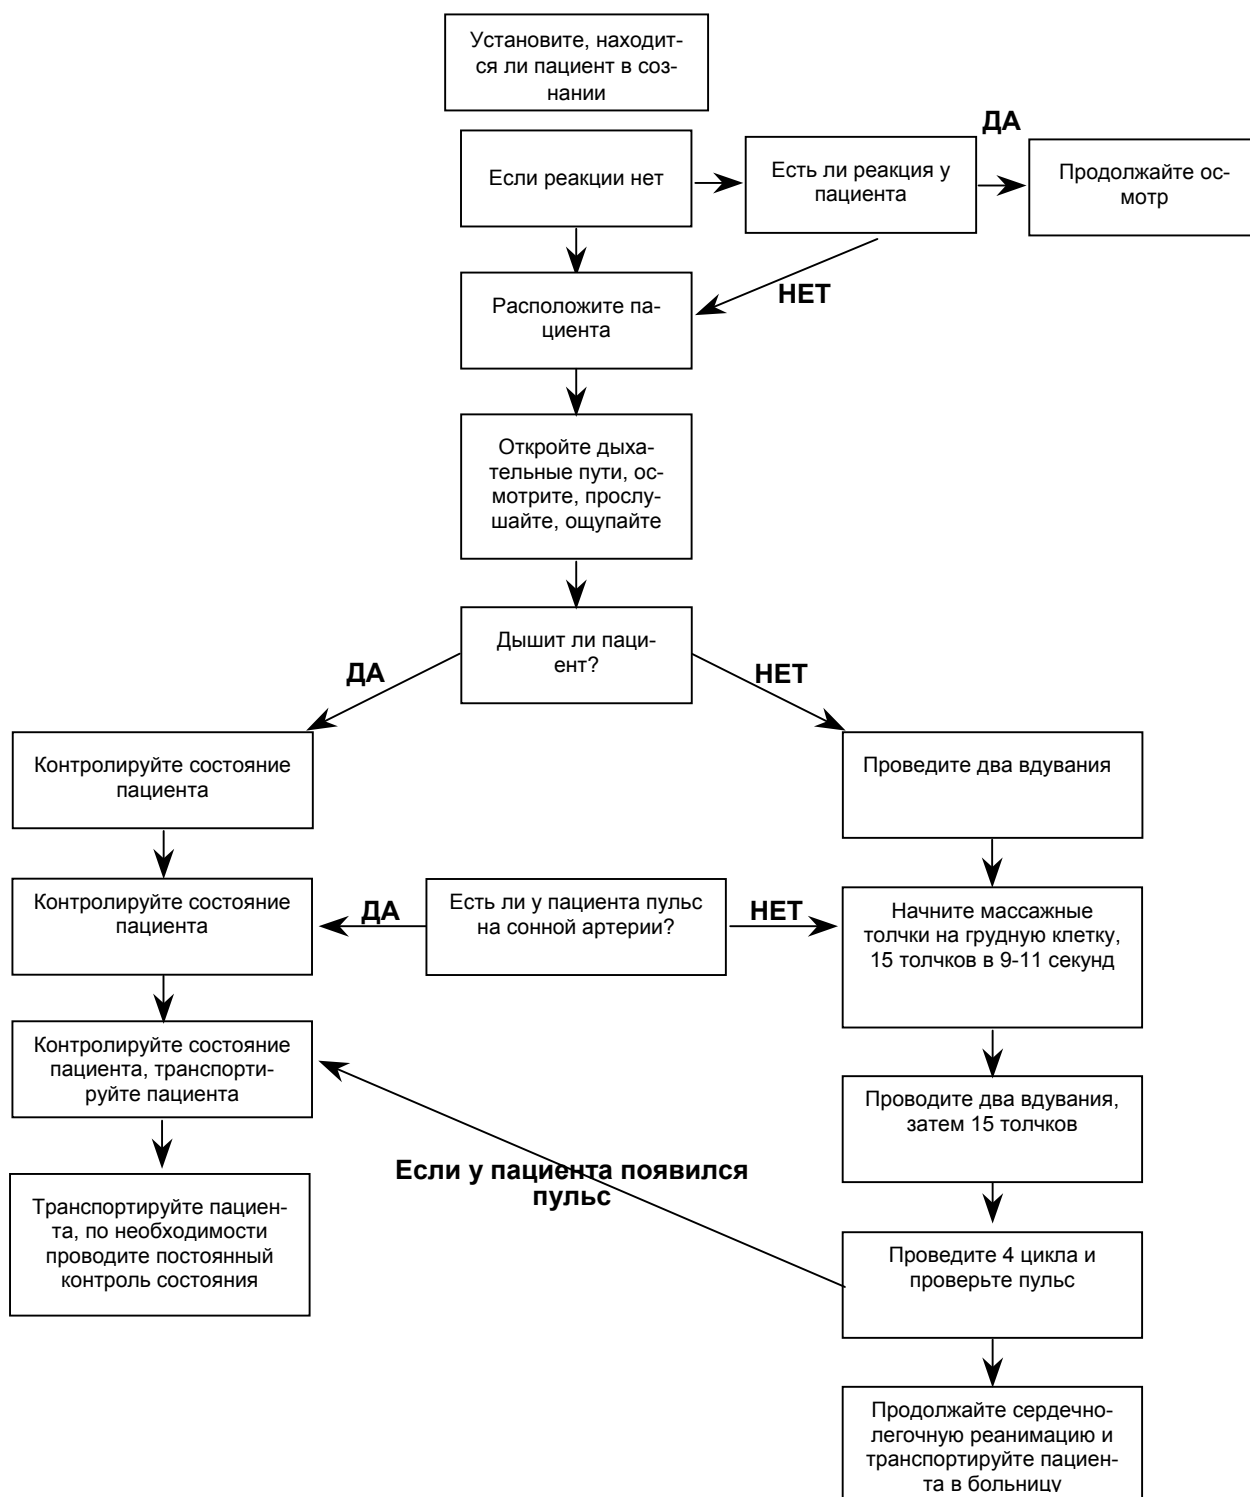 Установите, находит-
ся ли пациент в соз-
нании
ДА
Если реакции нет
Есть ли реакция у
пациента
Продолжайте ос-
мотр
НЕТ
Расположите па-
циента
Откройте дыха-
тельные пути, ос-
мотрите, прослу-
шайте, ощупайте
Дышит ли паци-
ент?
ДА
НЕТ
Контролируйте состояние
пациента
Проведите два вдувания
Контролируйте состояние
пациента
ДА
Есть ли у пациента пульс
на сонной артерии?
НЕТ
Начните массажные
толчки на грудную клетку,
15 толчков в 9-11 секунд
Контролируйте состояние
пациента, транспорти-
руйте пациента
Проводите два вдувания,
затем 15 толчков
Если у пациента появился
пульс
Транспортируйте пациен-
та, по необходимости
проводите постоянный
контроль состояния
Проведите 4 цикла и
проверьте пульс
Продолжайте сердечно-
легочную реанимацию и
транспортируйте пациен-
та в больницу